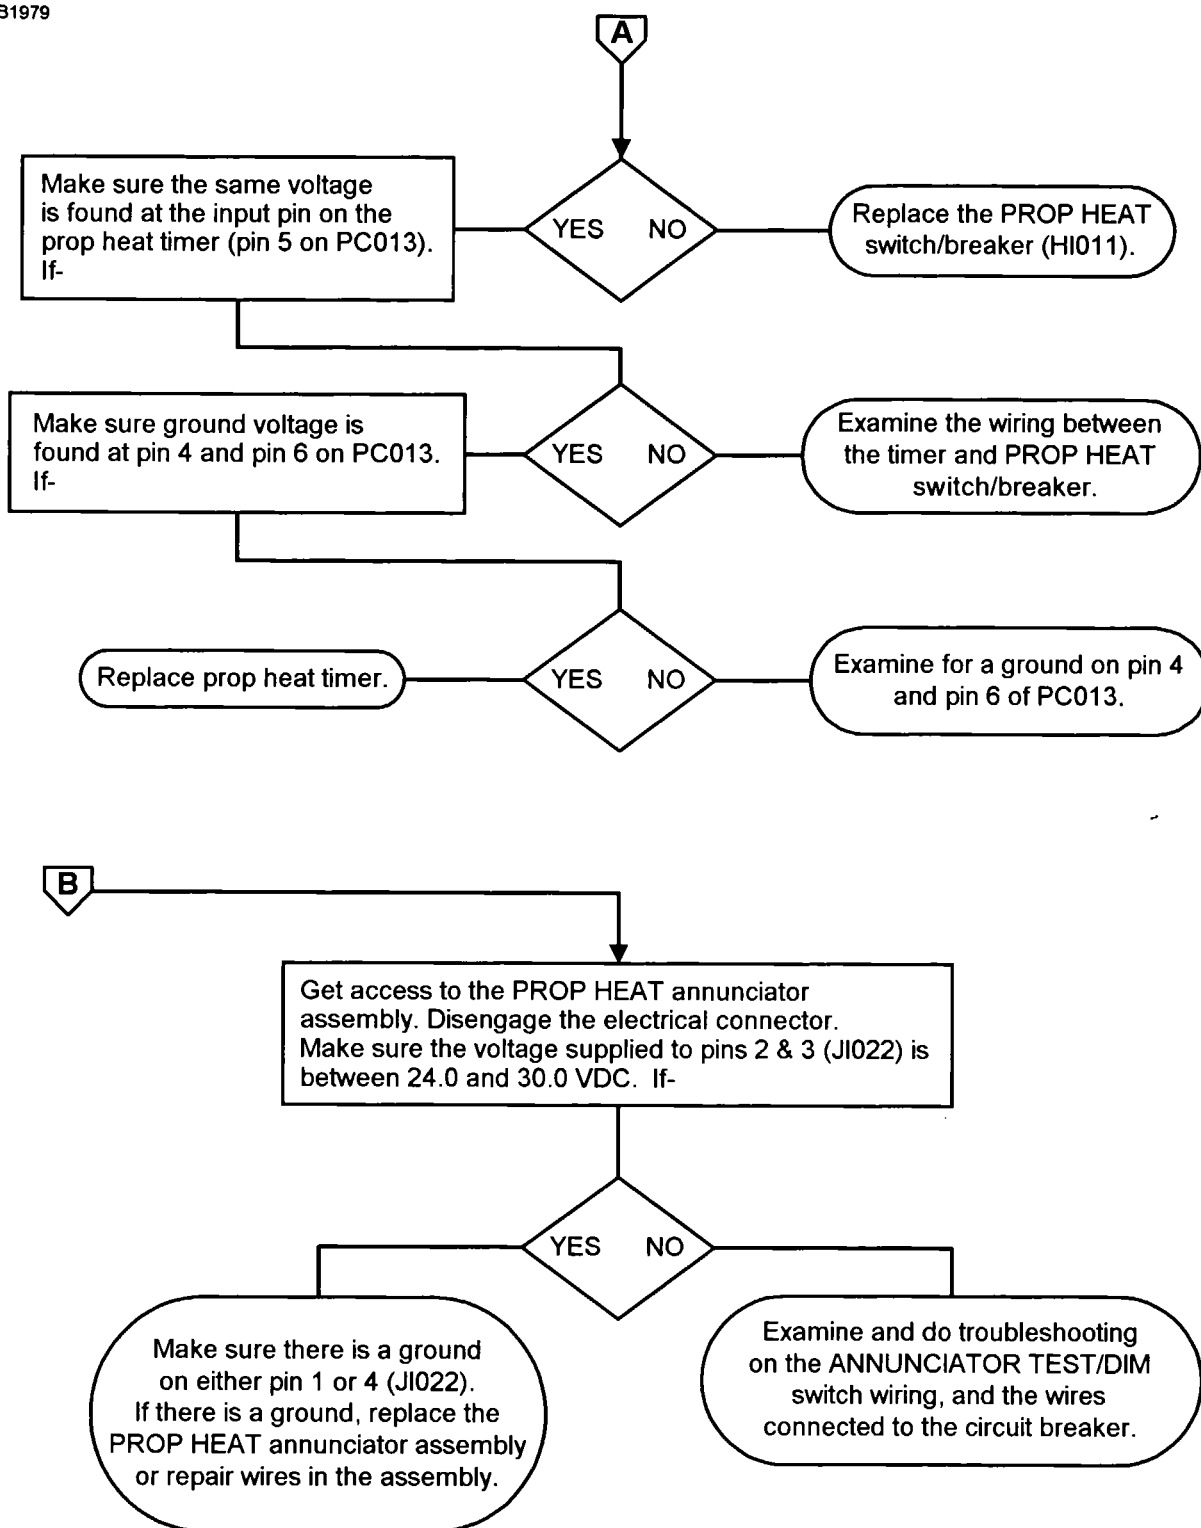 B1979
A
Make sure the same voltage
is found at the input pin on the
prop heat timer (pin 5 on PC013).
If-
YES NO
Replace the PROP HEAT
switch/breaker (HI011).
Make sure ground voltage is
found at pin 4 and pin 6 on PC013.
If-
YES NO
Examine the wiring between
the timer and PROP HEAT
switch/breaker.
Replace prop heat timer.
YES NO
Examine for a ground on pin 4
and pin 6 of PC013.
B
Get access to the PROP HEAT annunciator
assembly. Disengage the electrical connector.
Make sure the voltage supplied to pins 2 & 3 (JI022) is
between 24.0 and 30.0 VDC. If-
YES NO
Make sure there is a ground
on either pin 1 or 4 (JI022).
If there is a ground, replace the
PROP HEAT annunciator assembly
or repair wires in the assembly.
Examine and do troubleshooting
on the ANNUNCIATOR TEST/DIM
switch wiring, and the wires
connected to the circuit breaker.